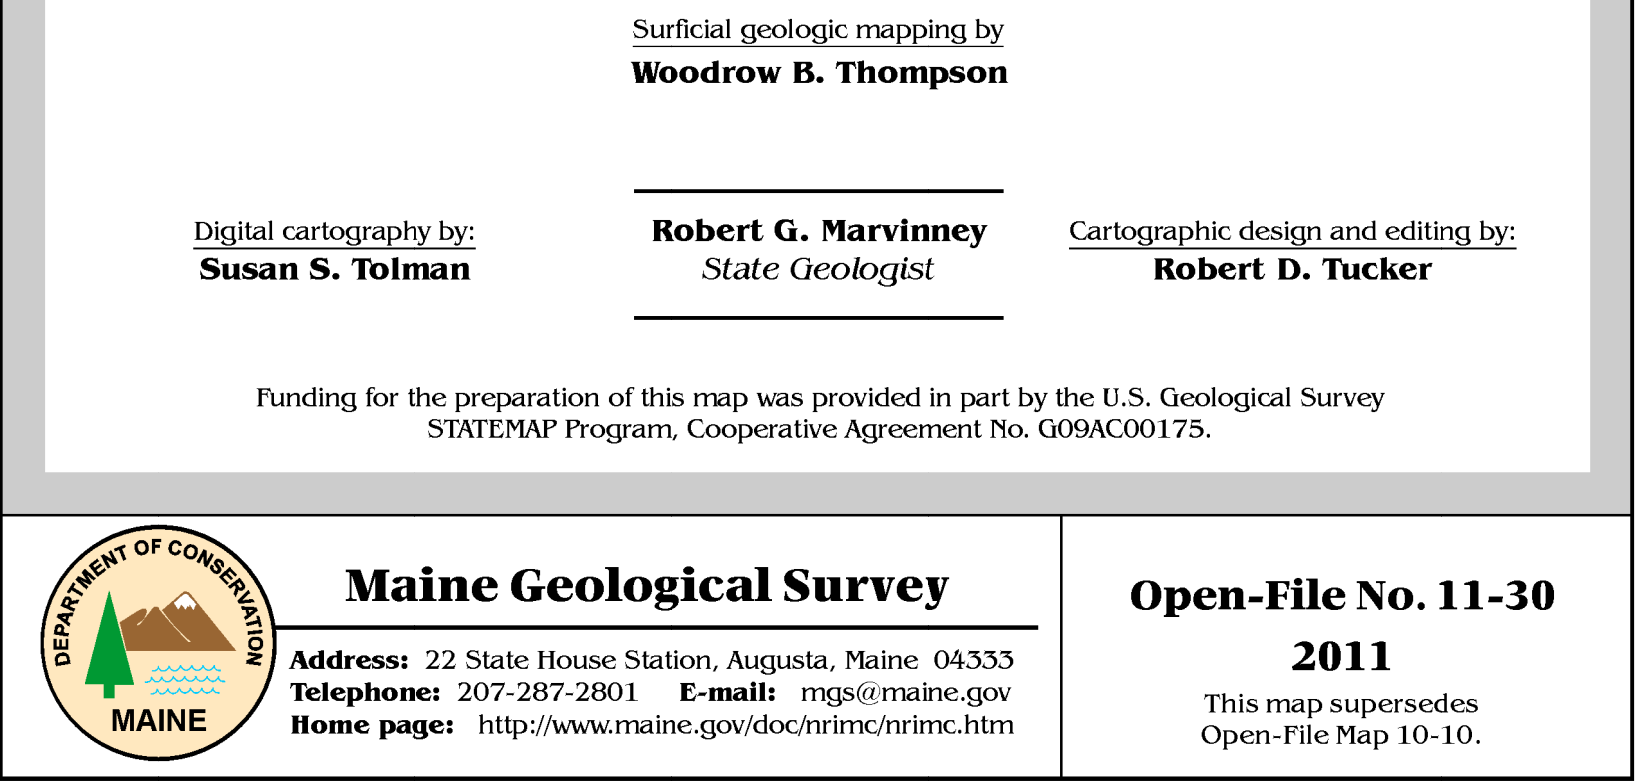 Surficial geologic mapping by
Woodrow B. Thompson
Digital cartography by:
Susan S. Tolman
Robert G. Marvinney
State Geologist
Cartographic design and editing by:
Robert D. Tucker
Funding for the preparation of this map was provided in part by the U.S. Geological Survey
STATEMAP Program, Cooperative Agreement No. G09AC00175.
DEPARTMENT OF CONSERVATION
MAINE
Maine Geological Survey
Address: 22 State House Station, Augusta, Maine 04333
Telephone: 207-287-2801 E-mail: mgs@maine.gov
Home page: http://www.maine.gov/doc/nrimc/nrimc.htm
Open-File No. 11-30
2011
This map supersedes
Open-File Map 10-10.